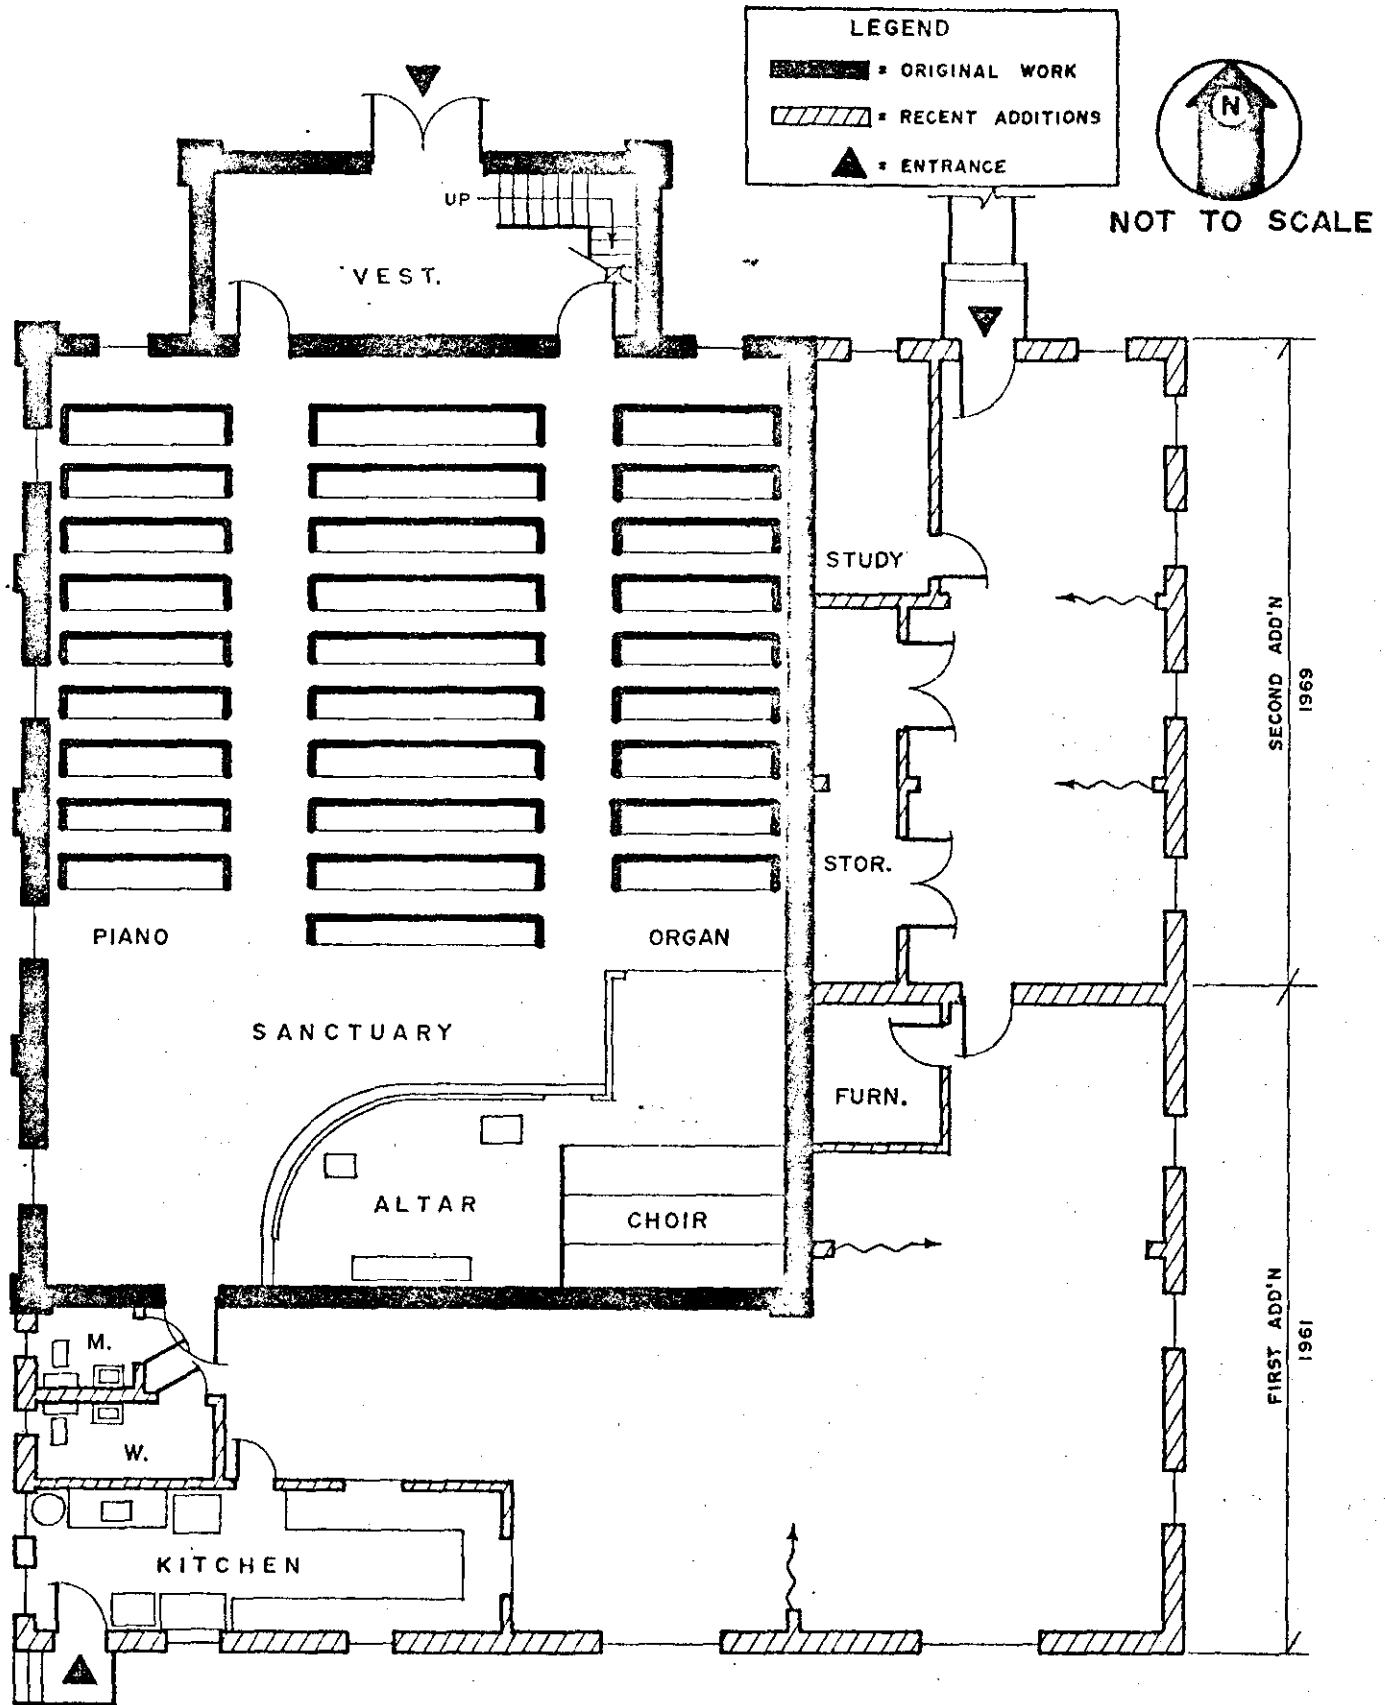 LEGEND
= ORIGINAL WORK
= RECENT ADDITIONS
= ENTRANCE
N
NOT TO SCALE
UP
VEST.
STUDY
SECOND ADD'N
1969
STOR.
PIANO
ORGAN
SANCTUARY
FURN.
ALTAR
CHOIR
FIRST ADD'N
1961
M.
W.
KITCHEN